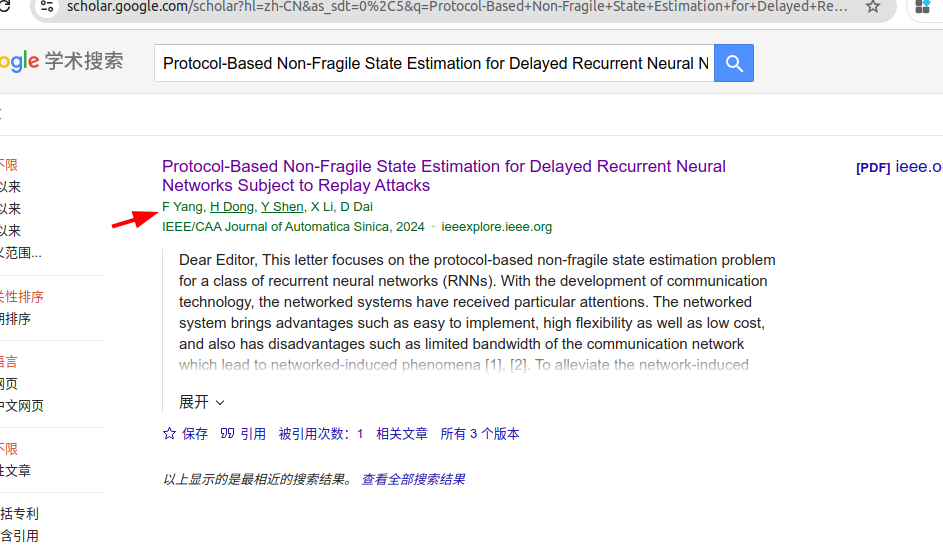 scholar.google.com/scholar?hl=zh-CN&as_sdt=0%2C5&q=Protocol-Based+Non-Fragile+State+Estimation+for+Delayed+Re...
ogle 学术搜索
Protocol-Based Non-Fragile State Estimation for Delayed Recurrent Neural N
不限
以来
以来
以来
义范围...
关性排序
期排序
语言
网页
中文网页
不限
性文章
括专利
含引用
Protocol-Based Non-Fragile State Estimation for Delayed Recurrent Neural
Networks Subject to Replay Attacks
F Yang, H Dong, Y Shen, X Li, D Dai
IEEE/CAA Journal of Automatica Sinica, 2024 • ieeexplore.ieee.org
[PDF] ieee.o
Dear Editor, This letter focuses on the protocol-based non-fragile state estimation problem
for a class of recurrent neural networks (RNNs). With the development of communication
technology, the networked systems have received particular attentions. The networked
system brings advantages such as easy to implement, high flexibility as well as low cost,
and also has disadvantages such as limited bandwidth of the communication network
which lead to networked-induced phenomena [1], [2]. To alleviate the network-induced
展开
保存 引用 被引用次数：1 相关文章 所有 3 个版本
以上显示的是最相近的搜索结果。 查看全部搜索结果